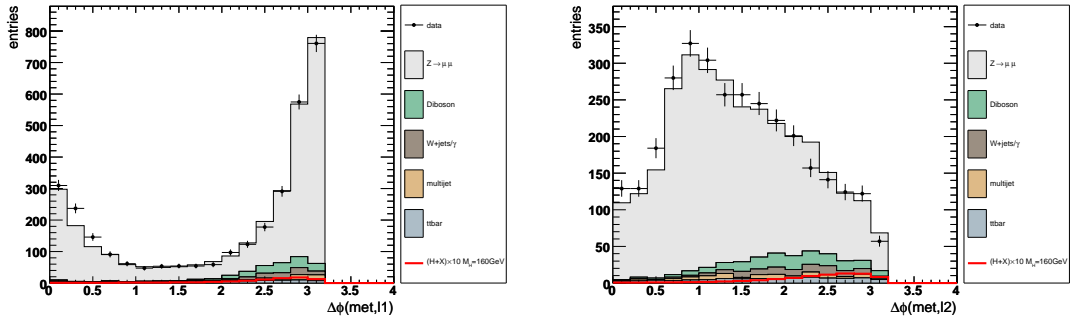 entries
800
700
600
500
400
300
200
100
0
0 0.5 1 1.5 2 2.5 3 3.5 4
Δϕ(met,l1)
data
Z→μ μ
Diboson
W+jets/γ
multijet
ttbar
(H+X)×10 M_H=160GeV
entries
350
300
250
200
150
100
50
0
0 0.5 1 1.5 2 2.5 3 3.5 4
Δϕ(met,l2)
data
Z→μ μ
Diboson
W+jets/γ
multijet
ttbar
(H+X)×10 M_H=160GeV